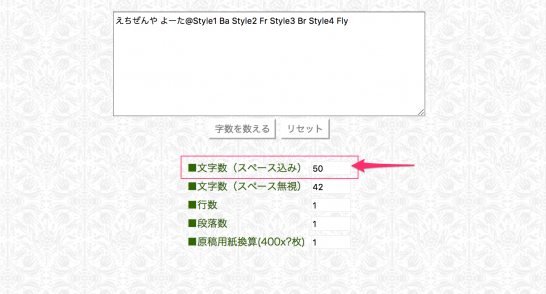 えちぜんや よーた@Style1 Ba Style2 Fr Style3 Br Style4 Fly
字数を数える リセット
■文字数（スペース込み） 50
■文字数（スペース無視） 42
■行数 1
■段落数 1
■原稿用紙換算(400x?枚) 1